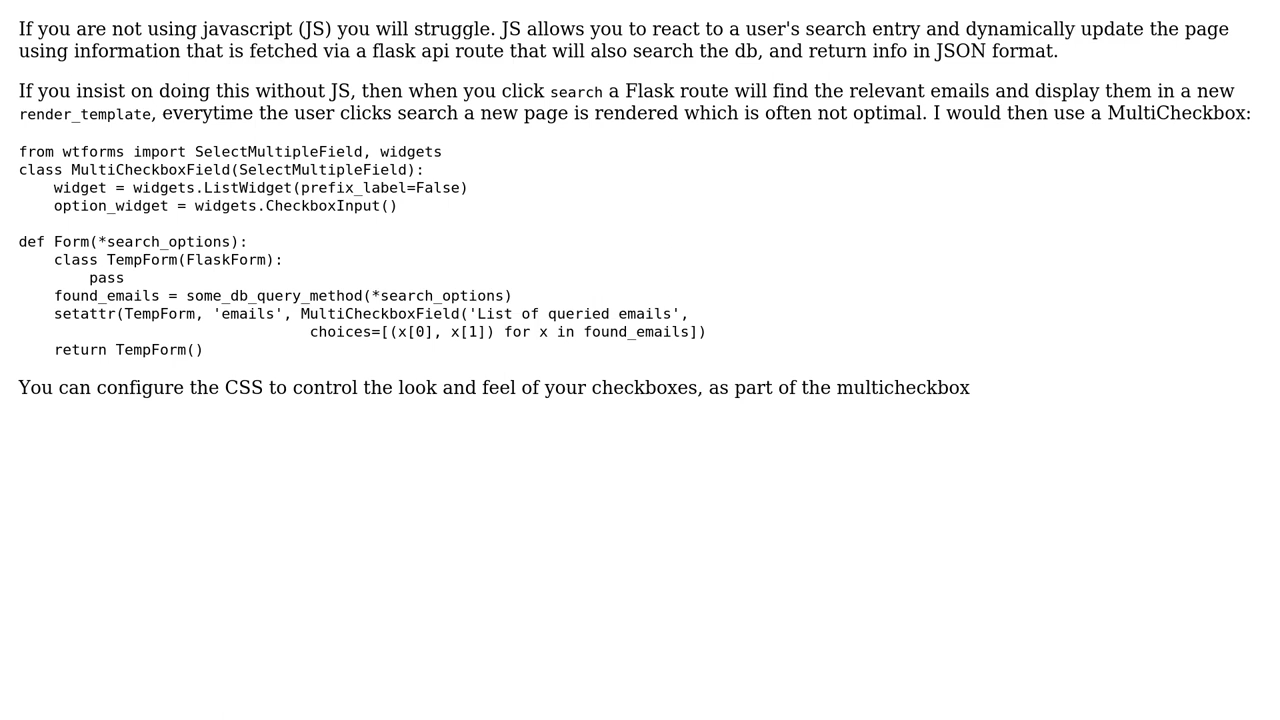 If you are not using javascript (JS) you will struggle. JS allows you to react to a user's search entry and dynamically update the page
using information that is fetched via a flask api route that will also search the db, and return info in JSON format.
If you insist on doing this without JS, then when you click search a Flask route will find the relevant emails and display them in a new
render_template, everytime the user clicks search a new page is rendered which is often not optimal. I would then use a MultiCheckbox:
from wtforms import SelectMultipleField, widgets
class MultiCheckboxField(SelectMultipleField):
    widget = widgets.ListWidget(prefix_label=False)
    option_widget = widgets.CheckboxInput()

def Form(*search_options):
    class TempForm(FlaskForm):
        pass
    found_emails = some_db_query_method(*search_options)
    setattr(TempForm, 'emails', MultiCheckboxField('List of queried emails',
                                 choices=[(x[0], x[1]) for x in found_emails])
    return TempForm()
You can configure the CSS to control the look and feel of your checkboxes, as part of the multicheckbox